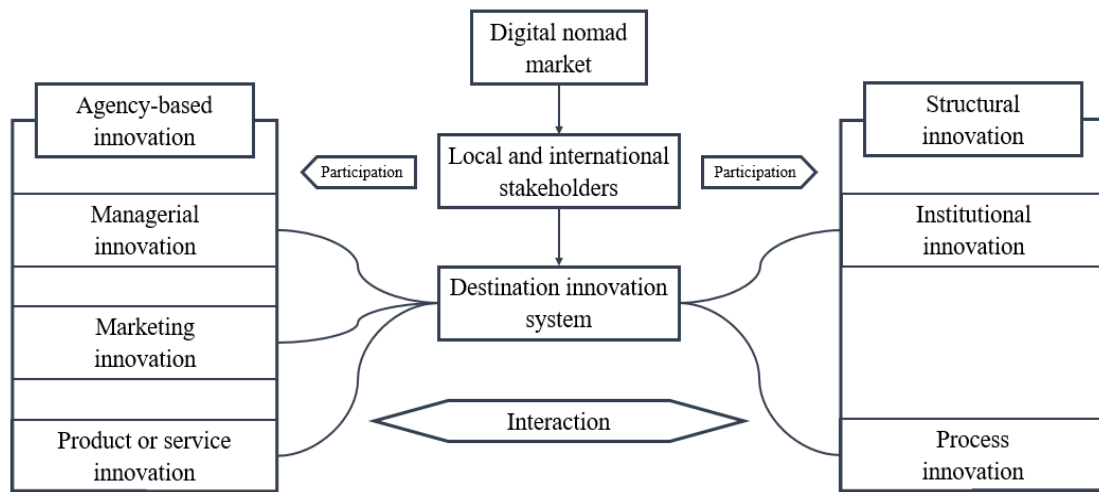 Digital nomad
market
Agency-based
innovation
Structural
innovation
Local and international
stakeholders
Participation
Participation
Managerial
innovation
Institutional
innovation
Destination innovation
system
Marketing
innovation
Interaction
Product or service
innovation
Process
innovation